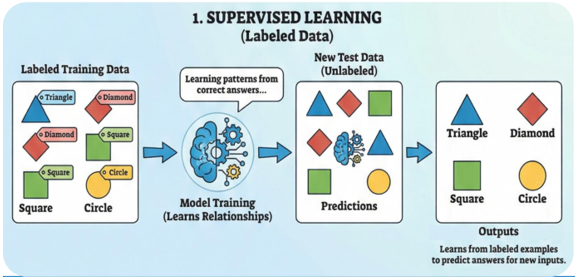 1. SUPERVISED LEARNING
(Labeled Data)
Labeled Training Data
Triangle
Diamond
Diamond
Square
Square
Circle
Square
Circle
Learning patterns from
correct answers...
Model Training
(Learns Relationships)
New Test Data
(Unlabeled)
Predictions
Triangle
Diamond
Square
Circle
Outputs
Learns from labeled examples
to predict answers for new inputs.